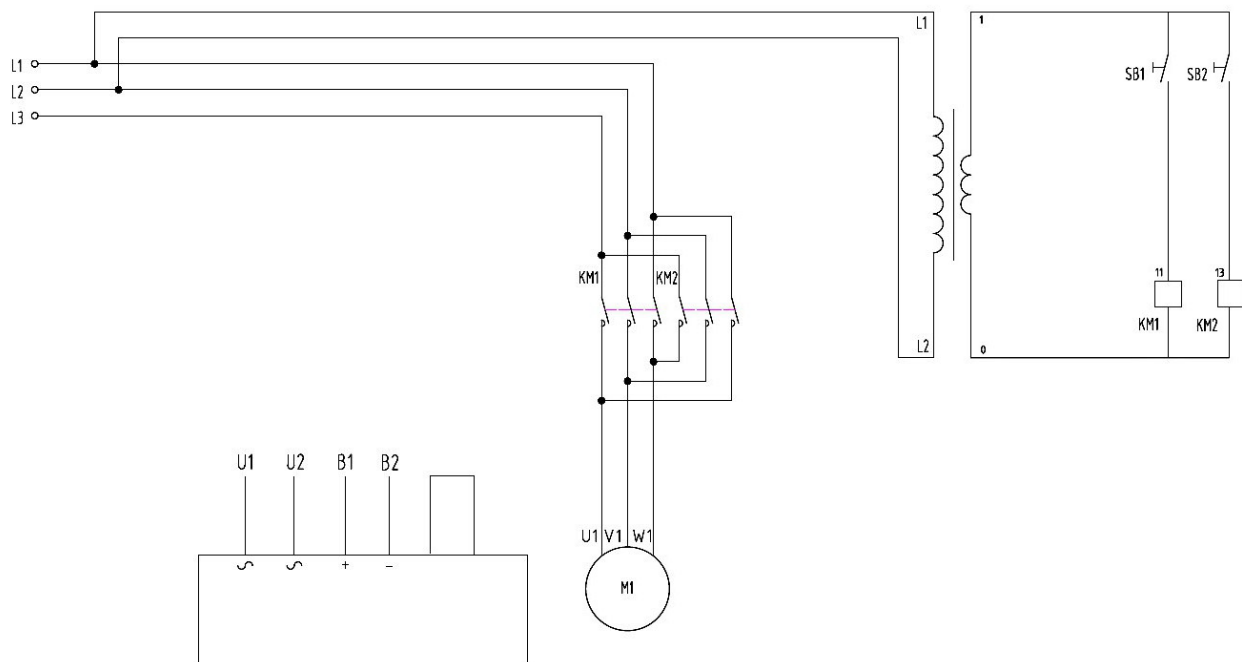 L1 1
L1
L2
L3
SB1 SB2
KM1 KM2
11 13
KM1 KM2
L2 0
U1 U2 B1 B2
+ −
U1 V1 W1
M1